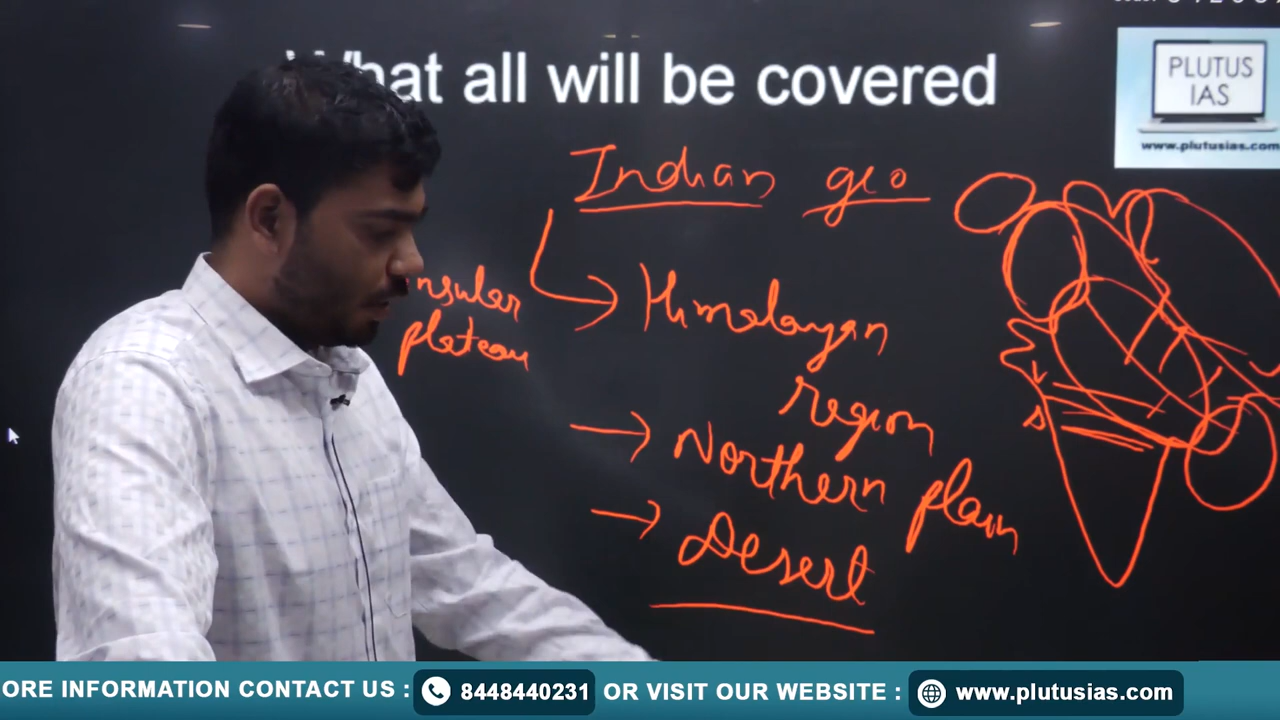 What all will be covered
PLUTUS
IAS
www.plutusias.com
Indian geo
Himalayan
region
nsular
plateau
Northern plain
Desert
ORE INFORMATION CONTACT US : 8448440231 OR VISIT OUR WEBSITE : www.plutusias.com